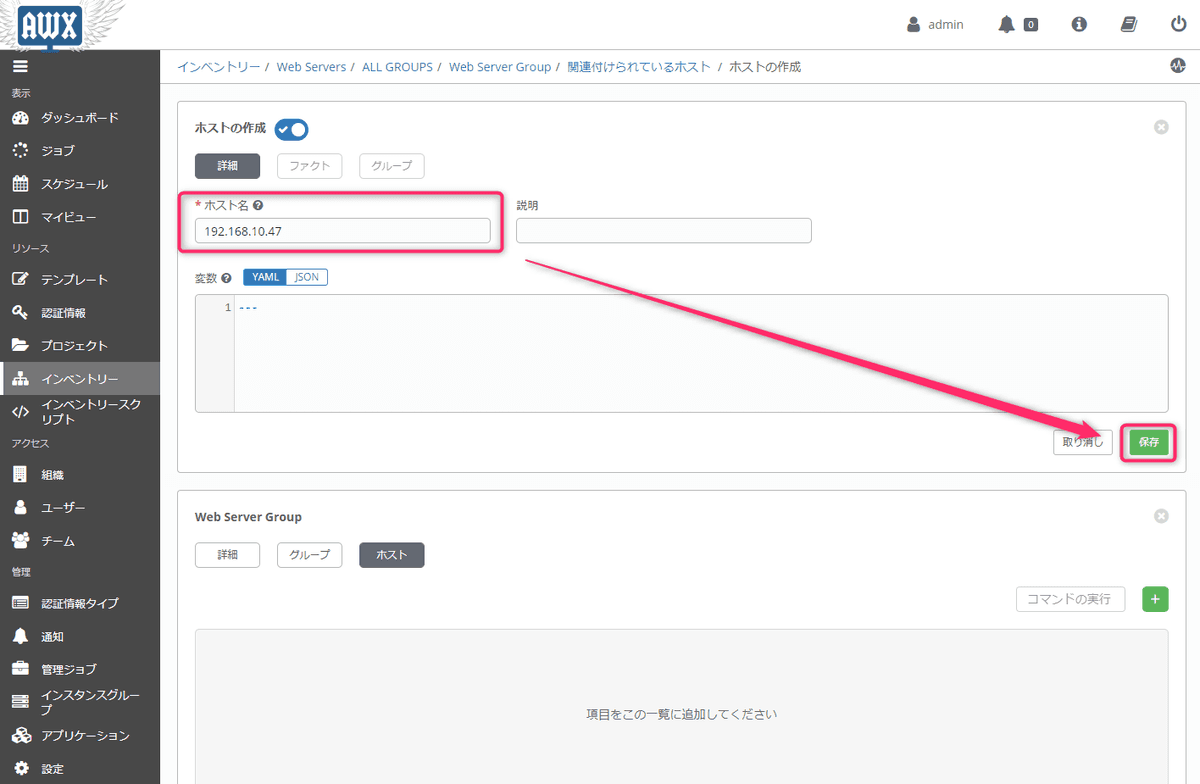 AWX
admin
0
インベントリー / Web Servers / ALL GROUPS / Web Server Group / 関連付けられているホスト / ホストの作成
表示
ダッシュボード
ジョブ
スケジュール
マイビュー
リソース
テンプレート
認証情報
プロジェクト
インベントリー
インベントリースク
リプト
アクセス
組織
ユーザー
チーム
管理
認証情報タイプ
通知
管理ジョブ
インスタンスグルー
プ
アプリケーション
設定
ホストの作成
詳細
ファクト
グループ
* ホスト名
説明
192.168.10.47
変数
YAML
JSON
1
---
取り消し
保存
Web Server Group
詳細
グループ
ホスト
コマンドの実行
+
項目をこの一覧に追加してください